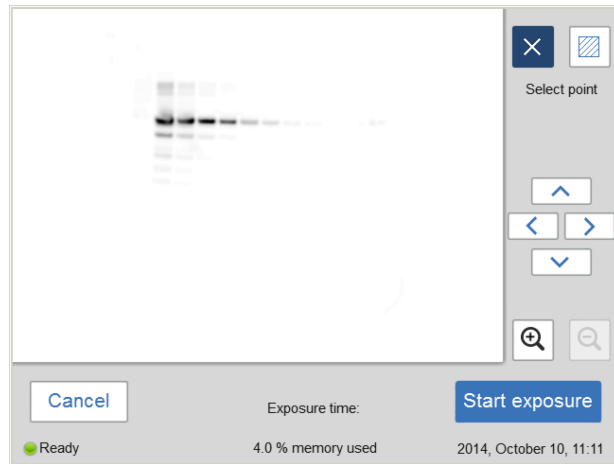 Select point
Cancel
Exposure time:
Start exposure
Ready
4.0 % memory used
2014, October 10, 11:11